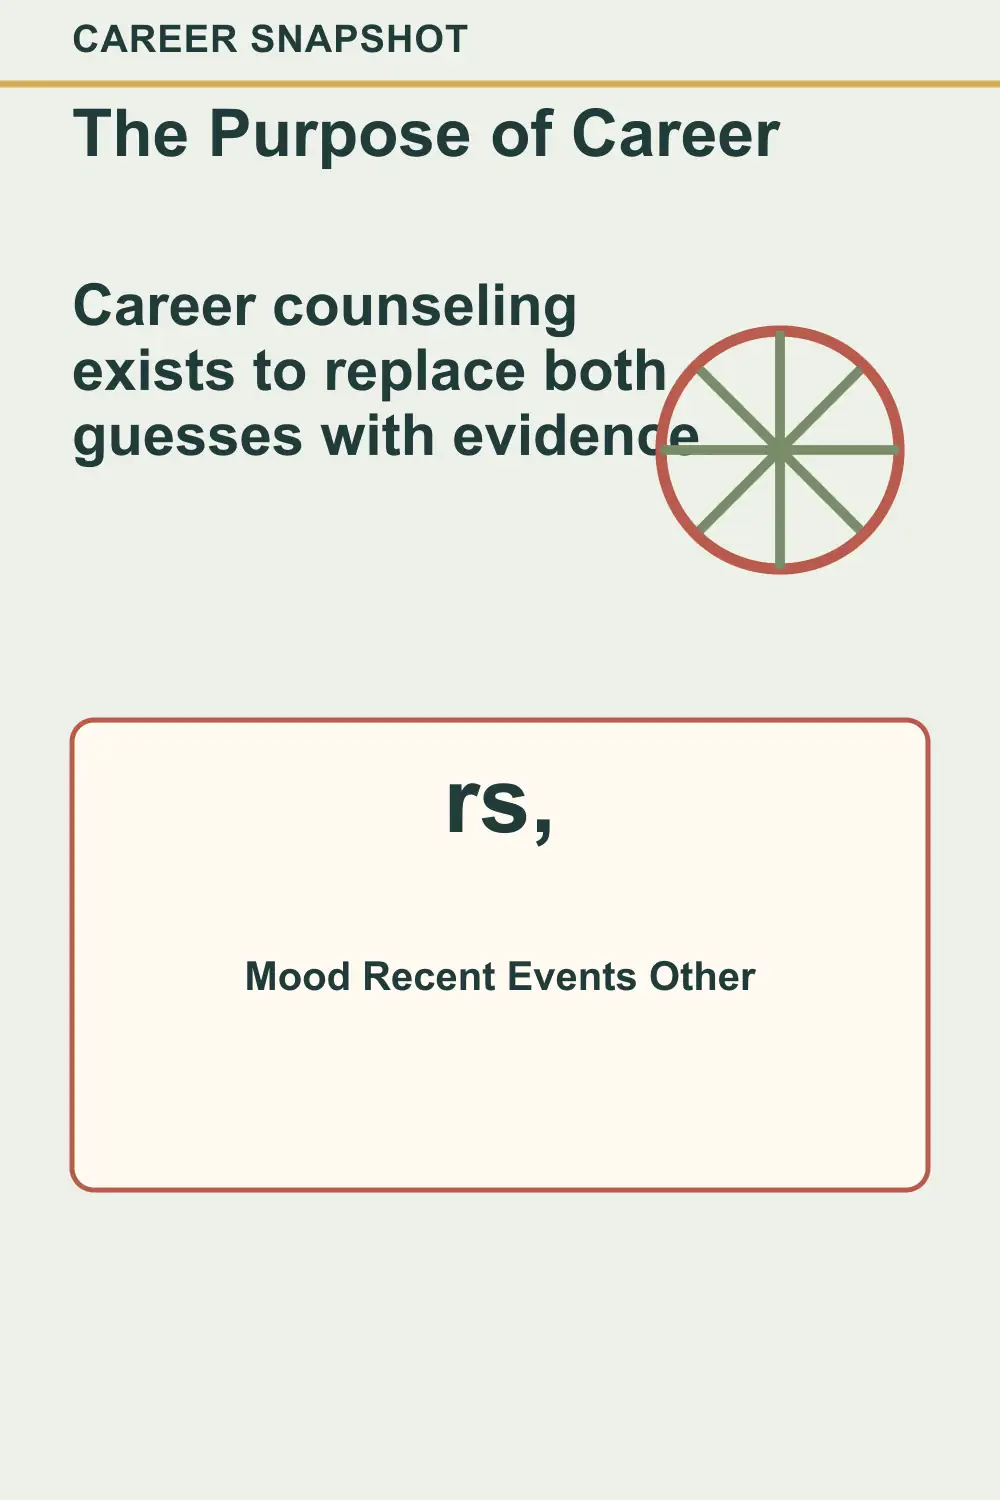 CAREER SNAPSHOT
The Purpose of Career
Career counseling
exists to replace both
guesses with evidence
rs,
Mood Recent Events Other